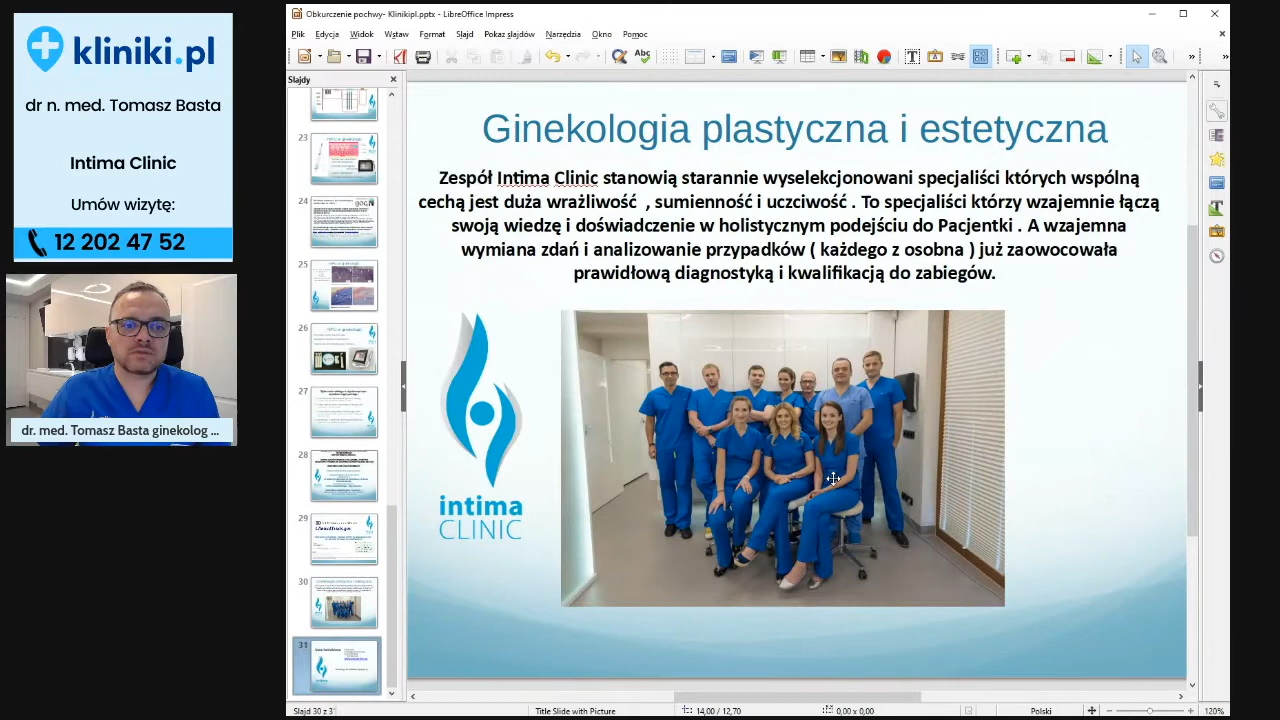 kliniki.pl
dr n. med. Tomasz Basta
Intima Clinic
Umów wizytę:
12 202 47 52
dr. med. Tomasz Basta ginekolog ...
Obkurczenie pochwy- Klinikipl.pptx - LibreOffice Impress
Plik Edycja Widok Wstaw Format Slajd Pokaz slajdów Narzędzia Okno Pomoc
Slajdy
23
24
25
26
27
28
29
30
31
Ginekologia plastyczna i estetyczna
Zespół Intima Clinic stanowią starannie wyselekcjonowani specjaliści których wspólną
cechą jest duża wrażliwość , sumienność i uczciwość . To specjaliści którzy wzajemnie łączą
swoją wiedzę i doświadczenie w holistycznym podejściu do Pacjentki . A wzajemna
wymiana zdań i analizowanie przypadków ( każdego z osobna ) już zaowocowała
prawidłową diagnostyką i kwalifikacją do zabiegów.
intima
CLINIC
Slajd 30 z 31 Title Slide with Picture 14,00 / 12,70 0,00 x 0,00 Polski 120%